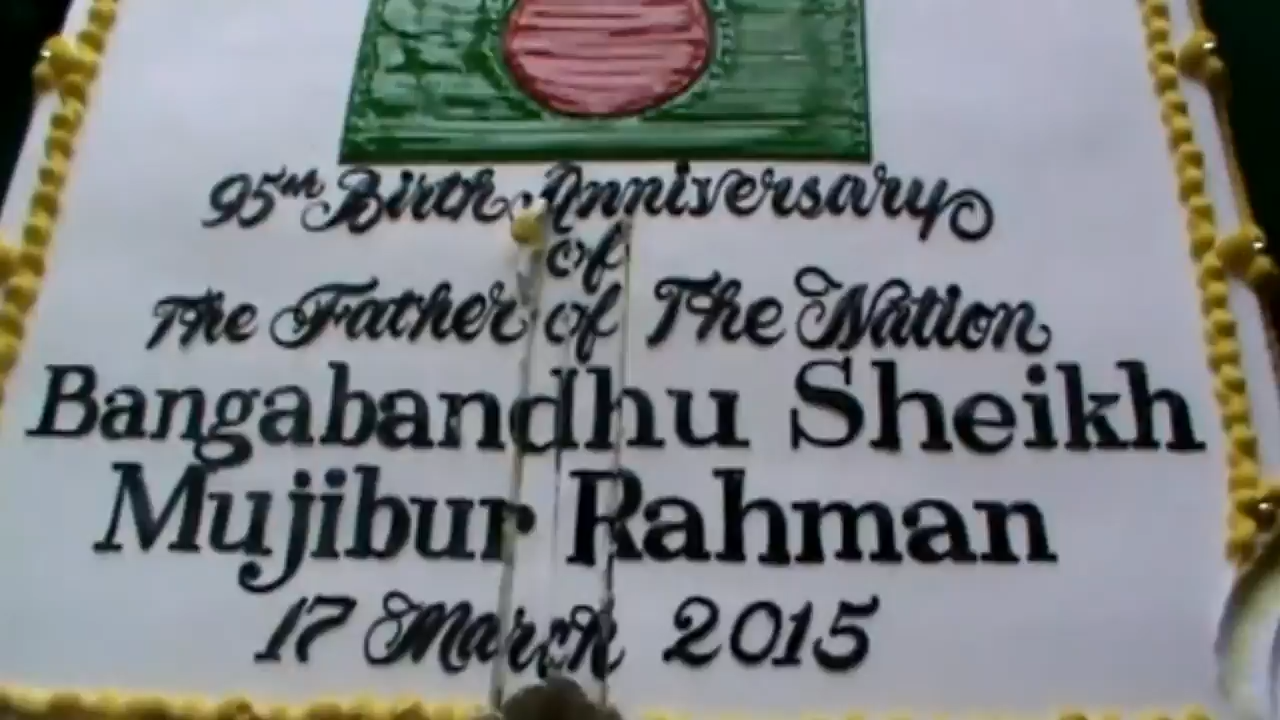 95th Birth Anniversary
of
The Father of The Nation
Bangabandhu Sheikh
Mujibur Rahman
17 March 2015